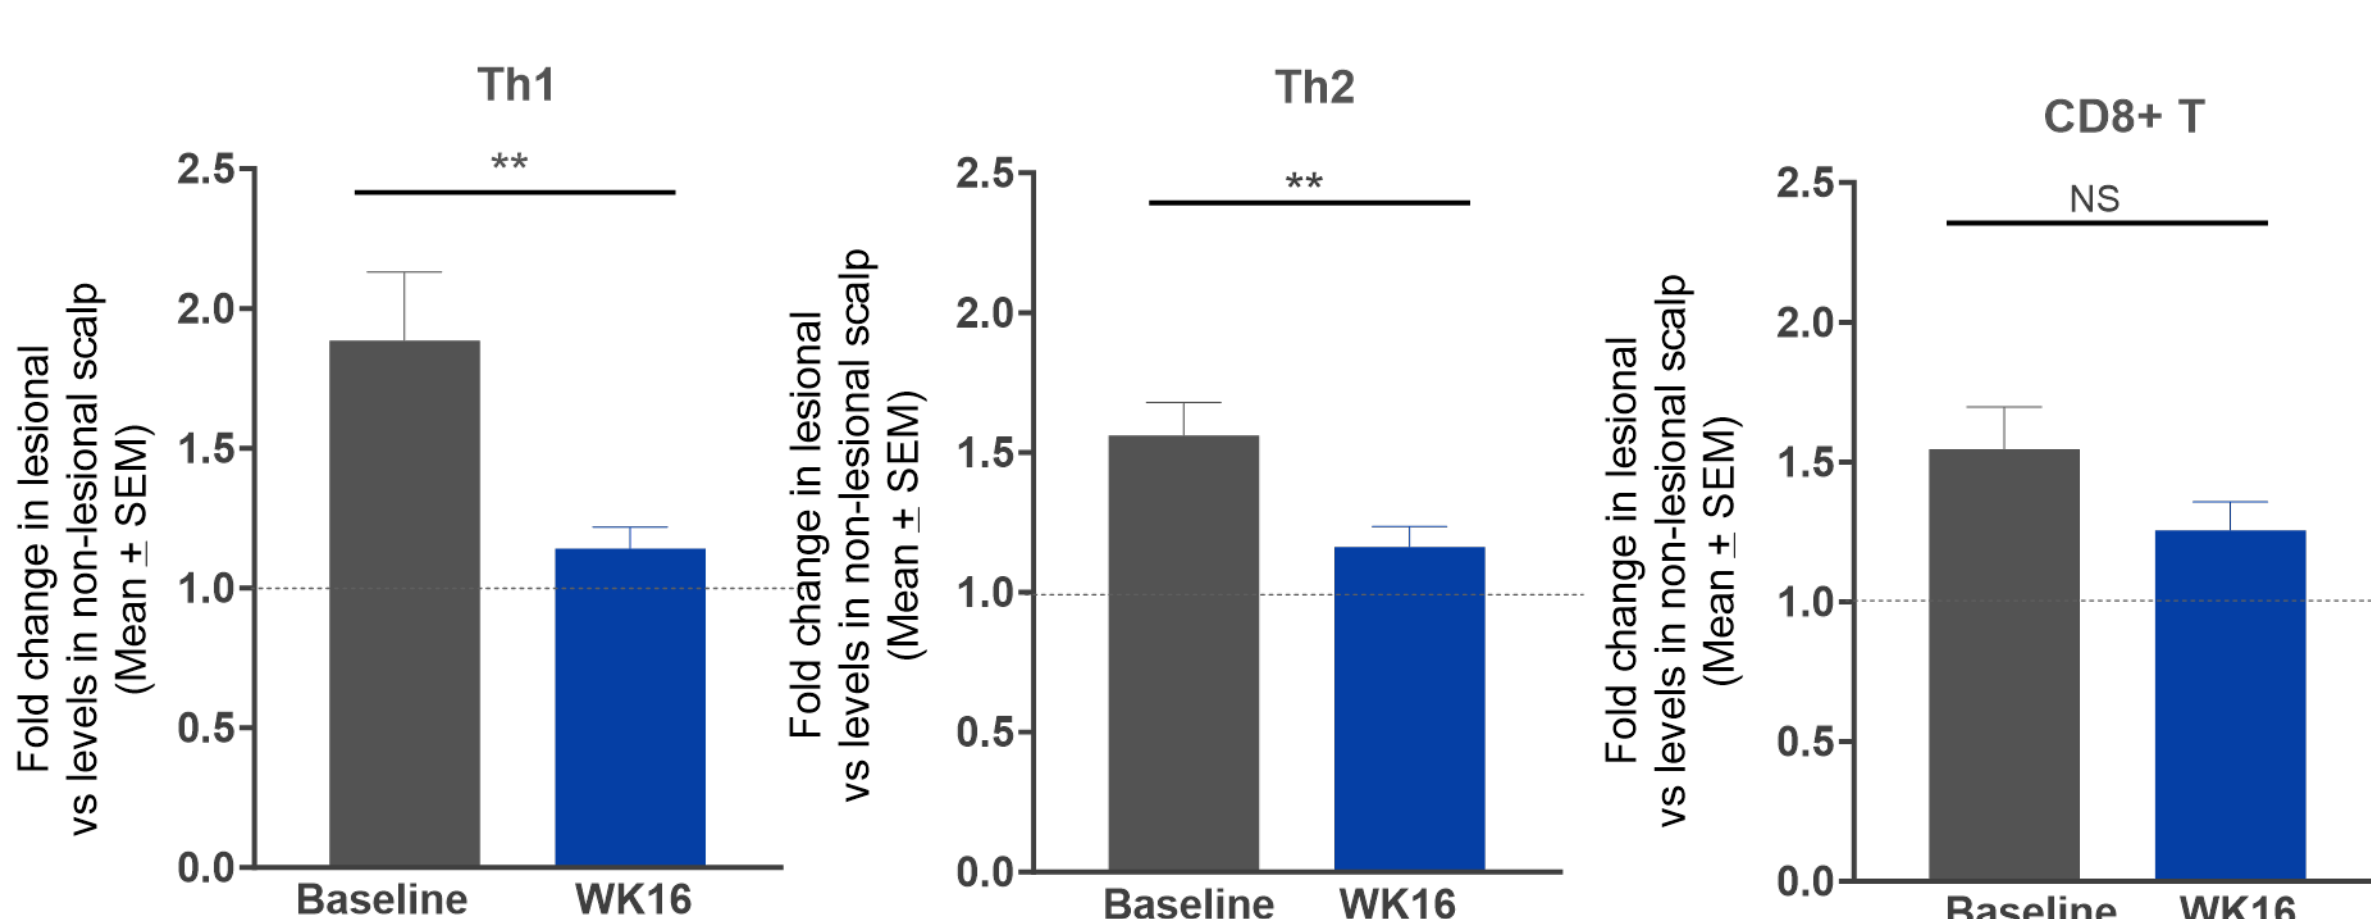 Th1
**
2.5
2.0
1.5
1.0
0.5
0.0
Fold change in lesional
vs levels in non-lesional scalp
(Mean ± SEM)
Baseline WK16
Th2
**
2.5
2.0
1.5
1.0
0.5
0.0
Fold change in lesional
vs levels in non-lesional scalp
(Mean ± SEM)
Baseline WK16
CD8+ T
NS
2.5
2.0
1.5
1.0
0.5
0.0
Fold change in lesional
vs levels in non-lesional scalp
(Mean ± SEM)
Baseline WK16